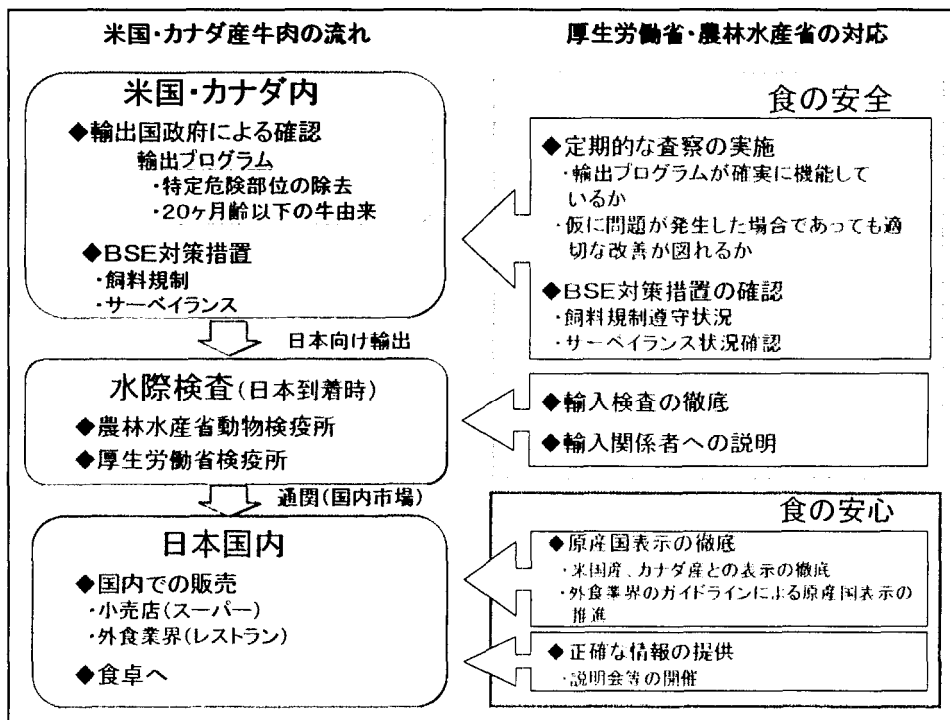 米国・カナダ産牛肉の流れ
米国・カナダ内
◆輸出国政府による確認
輸出プログラム
・特定危険部位の除去
・20ヶ月齢以下の牛由来
◆BSE対策措置
・飼料規制
・サーベイランス
日本向け輸出
水際検査(日本到着時)
◆農林水産省動物検疫所
◆厚生労働省検疫所
通関(国内市場)
日本国内
◆国内での販売
・小売店(スーパー)
・外食業界(レストラン)
◆食卓へ
厚生労働省・農林水産省の対応
食の安全
◆定期的な査察の実施
・輸出プログラムが確実に機能して
いるか
・仮に問題が発生した場合であっても適
切な改善が図れるか
◆BSE対策措置の確認
・飼料規制遵守状況
・サーベイランス状況確認
◆輸入検査の徹底
◆輸入関係者への説明
食の安心
◆原産国表示の徹底
・米国産、カナダ産との表示の徹底
・外食業界のガイドラインによる原産国表示の
推進
◆正確な情報の提供
・説明会等の開催